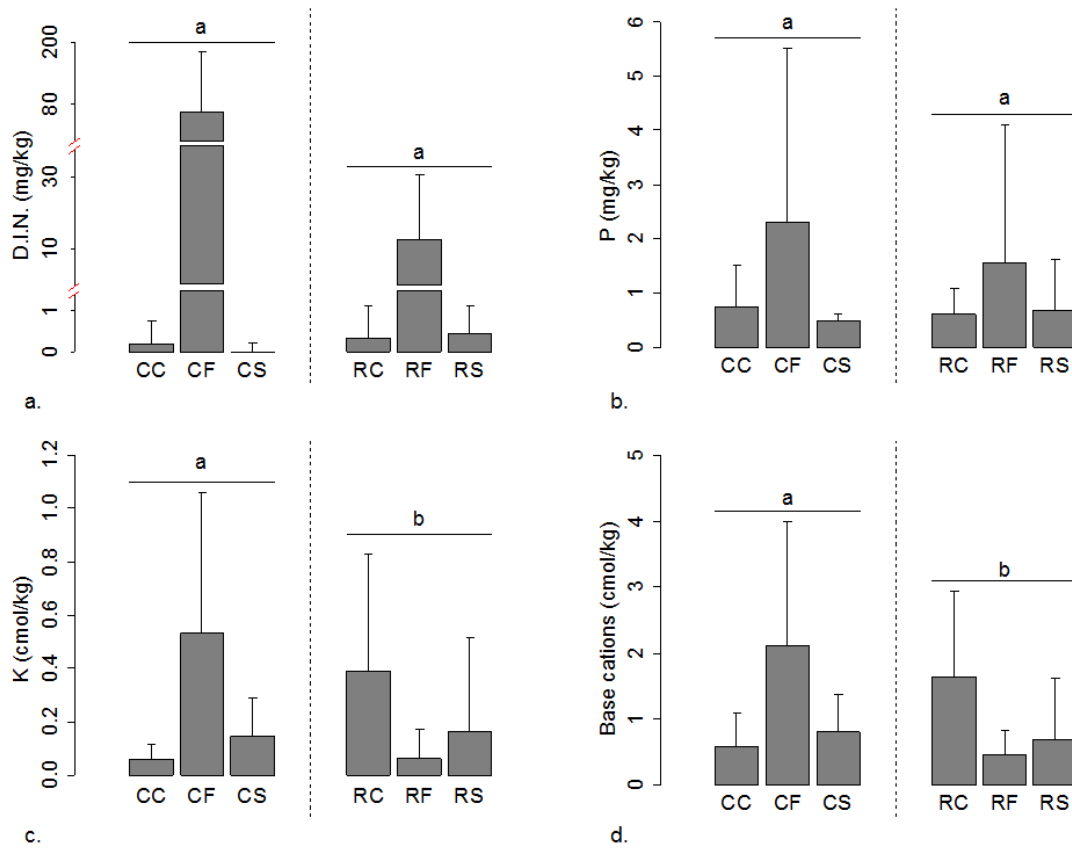 D.I.N. (mg/kg)
200
80
30
10
1
0
a
a
CC CF CS RC RF RS
a.
P (mg/kg)
6
5
4
3
2
1
0
a
a
CC CF CS RC RF RS
b.
K (cmol/kg)
1.2
1.0
0.8
0.6
0.4
0.2
0.0
a
b
CC CF CS RC RF RS
c.
Base cations (cmol/kg)
5
4
3
2
1
0
a
b
CC CF CS RC RF RS
d.